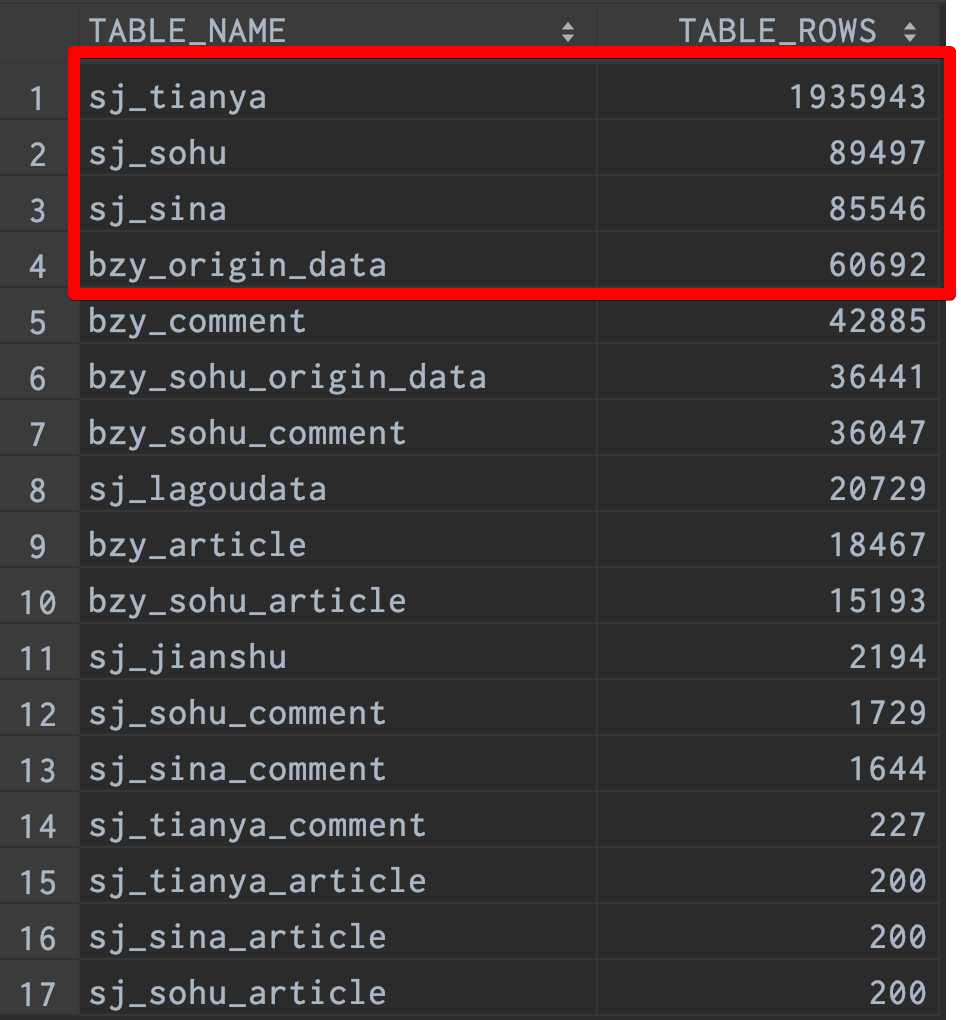 TABLE_NAME TABLE_ROWS
1 sj_tianya 1935943
2 sj_sohu 89497
3 sj_sina 85546
4 bzy_origin_data 60692
5 bzy_comment 42885
6 bzy_sohu_origin_data 36441
7 bzy_sohu_comment 36047
8 sj_lagoudata 20729
9 bzy_article 18467
10 bzy_sohu_article 15193
11 sj_jianshu 2194
12 sj_sohu_comment 1729
13 sj_sina_comment 1644
14 sj_tianya_comment 227
15 sj_tianya_article 200
16 sj_sina_article 200
17 sj_sohu_article 200